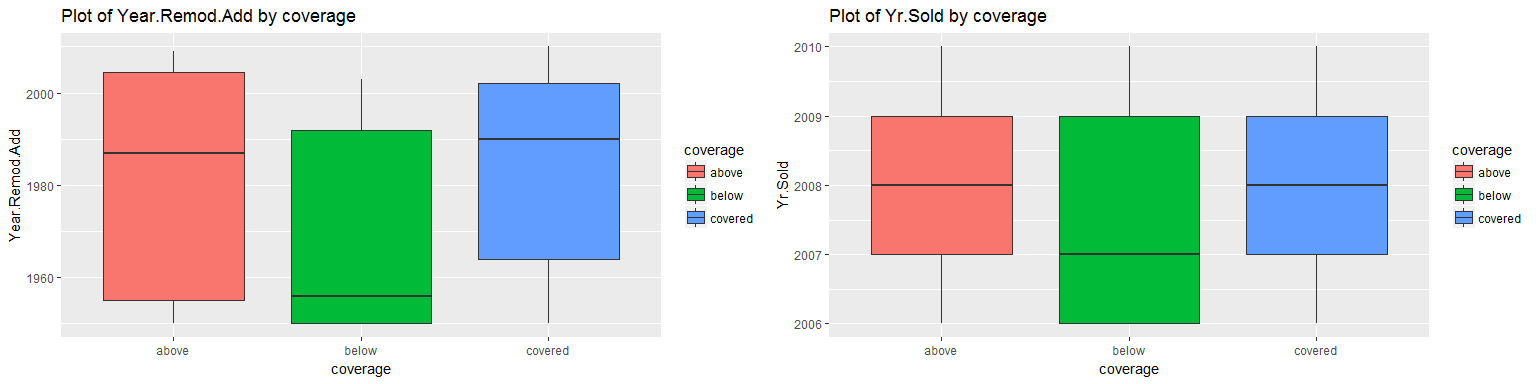 Plot of Year.Remod.Add by coverage
Year.Remod.Add
2000
1980
1960
above
below
covered
coverage
coverage
above
below
covered
Plot of Yr.Sold by coverage
Yr.Sold
2010
2009
2008
2007
2006
above
below
covered
coverage
coverage
above
below
covered